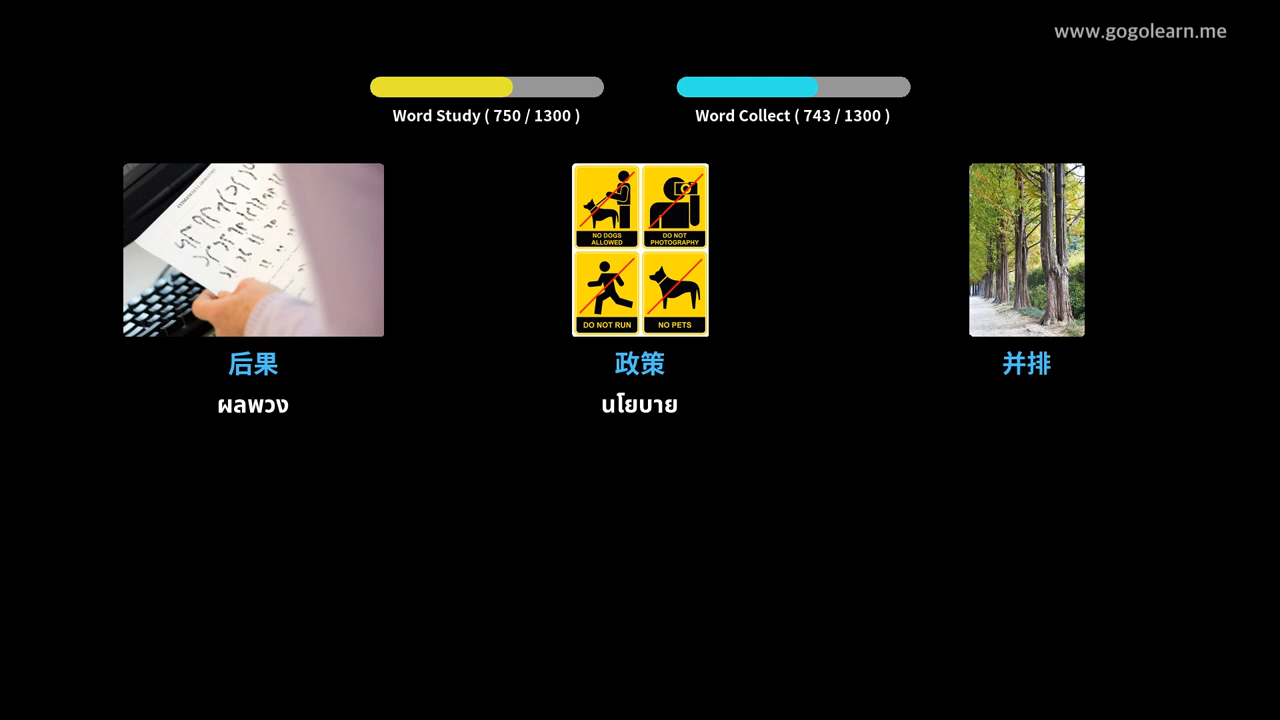 www.gogolearn.me
Word Study ( 750 / 1300 )
Word Collect ( 743 / 1300 )
NO DOGS
ALLOWED
DO NOT
PHOTOGRAPHY
DO NOT RUN
NO PETS
后果
政策
并排
ผลพวง
นโยบาย